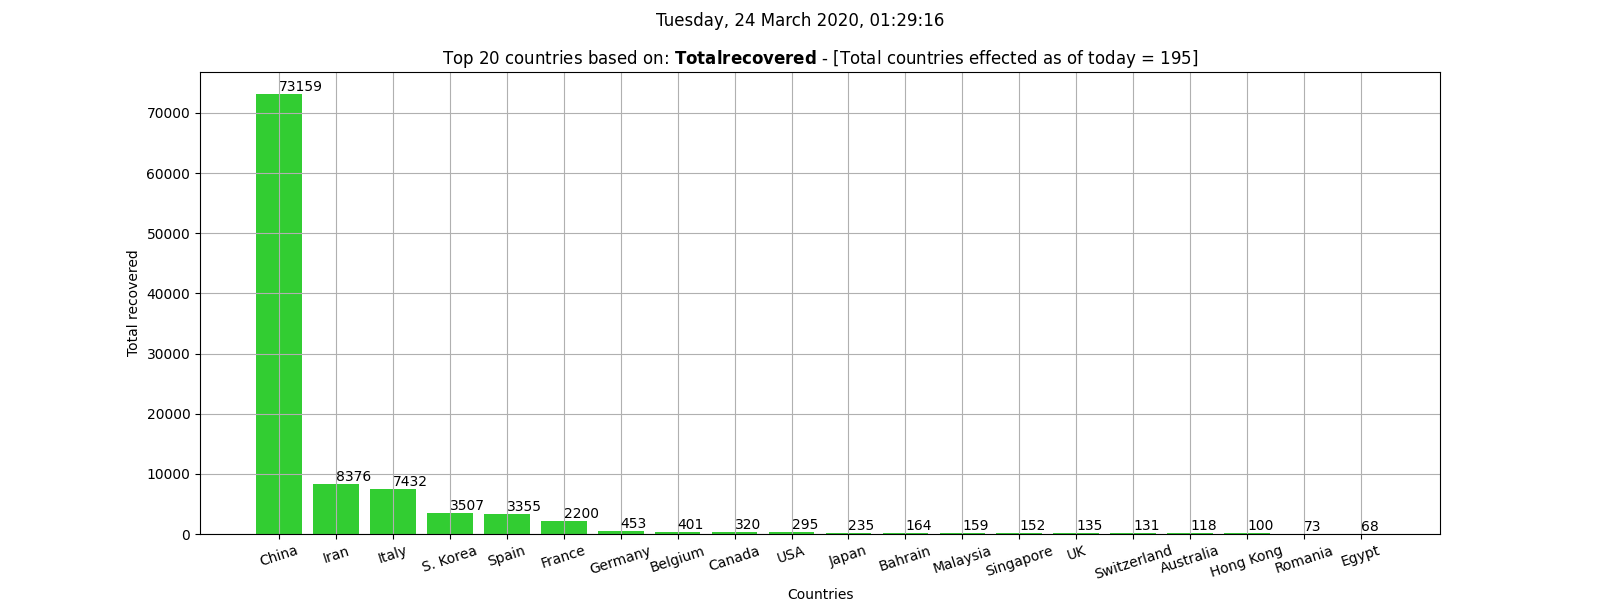 Tuesday, 24 March 2020, 01:29:16
Top 20 countries based on: Totalrecovered - [Total countries effected as of today = 195]
Total recovered
70000
60000
50000
40000
30000
20000
10000
0
73159
8376
7432
3507
3355
2200
453
401
320
295
235
164
159
152
135
131
118
100
73
68
China
Iran
Italy
S. Korea
Spain
France
Germany
Belgium
Canada
USA
Japan
Bahrain
Malaysia
Singapore
UK
Switzerland
Australia
Hong Kong
Romania
Egypt
Countries